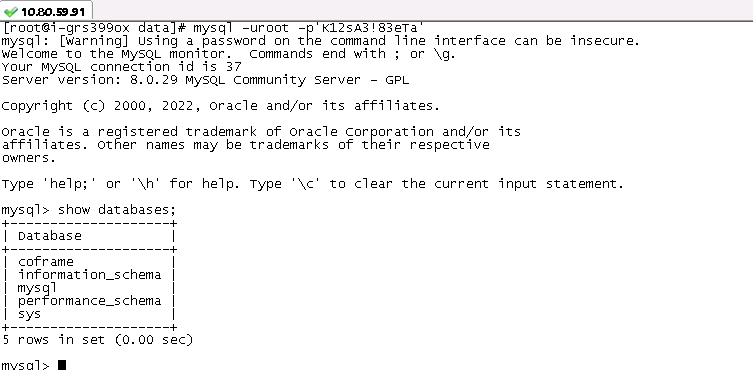 10.80.59.91
[root@i-grs399ox data]# mysql -uroot -p'K12sA3!83eTa'
mysql: [Warning] Using a password on the command line interface can be insecure.
Welcome to the MySQL monitor.  Commands end with ; or \g.
Your MySQL connection id is 37
Server version: 8.0.29 MySQL Community Server - GPL
Copyright (c) 2000, 2022, Oracle and/or its affiliates.
Oracle is a registered trademark of Oracle Corporation and/or its
affiliates. Other names may be trademarks of their respective
owners.
Type 'help;' or '\h' for help. Type '\c' to clear the current input statement.
mysql> show databases;
+--------------------+
| Database           |
+--------------------+
| coframe            |
| information_schema |
| mysql              |
| performance_schema |
| sys                |
+--------------------+
5 rows in set (0.00 sec)
mysql>